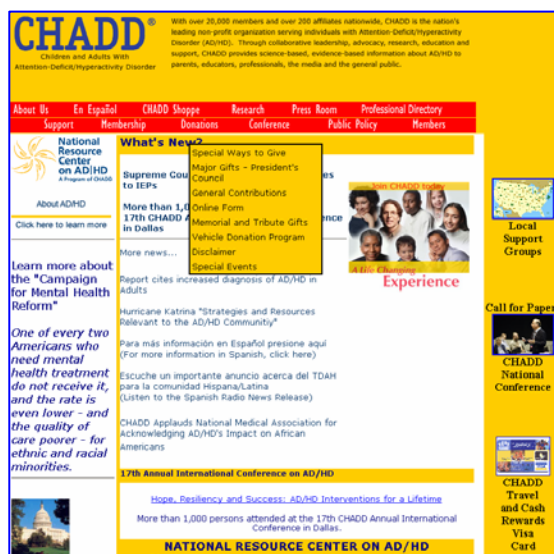 CHADD®
Children and Adults With
Attention-Deficit/Hyperactivity Disorder
With over 20,000 members and over 200 affiliates nationwide, CHADD is the nation's
leading non-profit organization serving individuals with Attention-Deficit/Hyperactivity
Disorder (AD/HD). Through collaborative leadership, advocacy, research, education and
support, CHADD provides science-based, evidence-based information about AD/HD to
parents, educators, professionals, the media and the general public.
About Us En Español CHADD Shoppe Research Press Room Professional Directory
Support Membership Donations Conference Public Policy Members
National
Resource
Center
on AD|HD
A Program of CHADD
About AD/HD
Click here to learn more
Learn more about
the "Campaign
for Mental Health
Reform"
One of every two
Americans who
need mental
health treatment
do not receive it,
and the rate is
even lower - and
the quality of
care poorer - for
ethnic and racial
minorities.
What's New?
Special Ways to Give
Major Gifts - President's
Council
General Contributions
Online Form
Memorial and Tribute Gifts
Vehicle Donation Program
Disclaimer
Special Events
Supreme Cou
to IEPs
More than 1,0
17th CHADD A
in Dallas
More news...
Report cites increased diagnosis of AD/HD in
Adults
Hurricane Katrina "Strategies and Resources
Relevant to the AD/HD Communitiy"
Para más información en Español presione aquí
(For more information in Spanish, click here)
Escuche un importante anuncio acerca del TDAH
para la comunidad Hispana/Latina
(Listen to the Spanish Radio News Release)
CHADD Applauds National Medical Association for
Acknowledging AD/HD's Impact on African
Americans
17th Annual International Conference on AD/HD
Hope, Resiliency and Success: AD/HD Interventions for a Lifetime
More than 1,000 persons attended at the 17th CHADD Annual International
Conference in Dallas.
NATIONAL RESOURCE CENTER ON AD/HD
Join CHADD today
A Life Changing
Experience
Local
Support
Groups
Call for Paper
CHADD
National
Conference
CHADD
Travel
and Cash
Rewards
Visa
Card